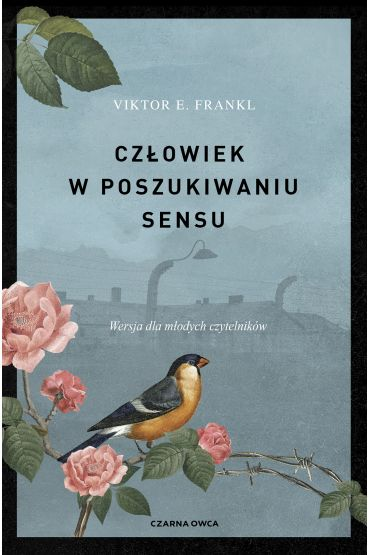 VIKTOR E. FRANKL
CZŁOWIEK
W POSZUKIWANIU
SENSU
Wersja dla młodych czytelników
CZARNA OWCA